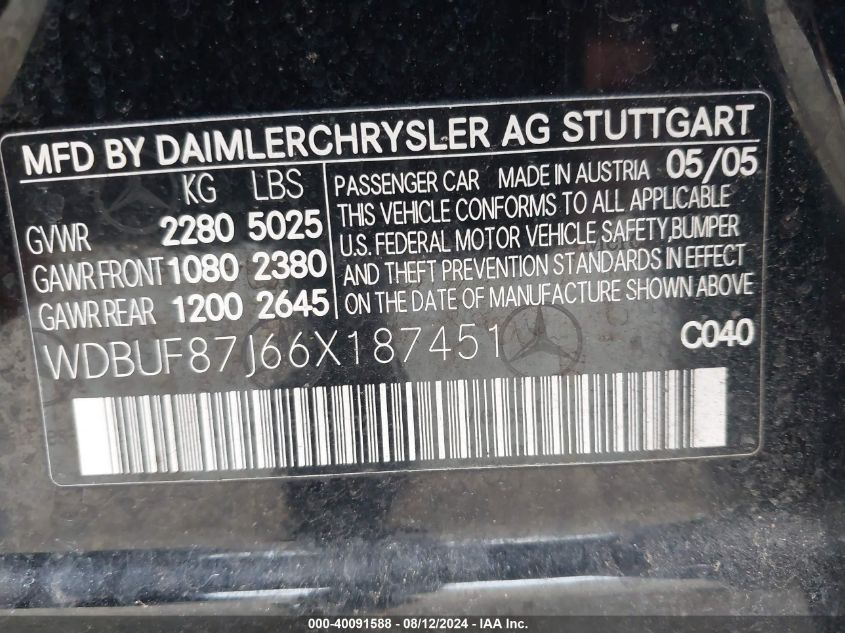 MFD BY DAIMLERCHRYSLER AG STUTTGART
KG LBS
GVWR 2280 5025
GAWR FRONT 1080 2380
GAWR REAR 1200 2645
PASSENGER CAR MADE IN AUSTRIA 05/05
THIS VEHICLE CONFORMS TO ALL APPLICABLE
U.S. FEDERAL MOTOR VEHICLE SAFETY,BUMPER
AND THEFT PREVENTION STANDARDS IN EFFECT
ON THE DATE OF MANUFACTURE SHOWN ABOVE
WDBUF87J66X187451
C040
000-40091588 - 08/12/2024 - IAA, Inc.